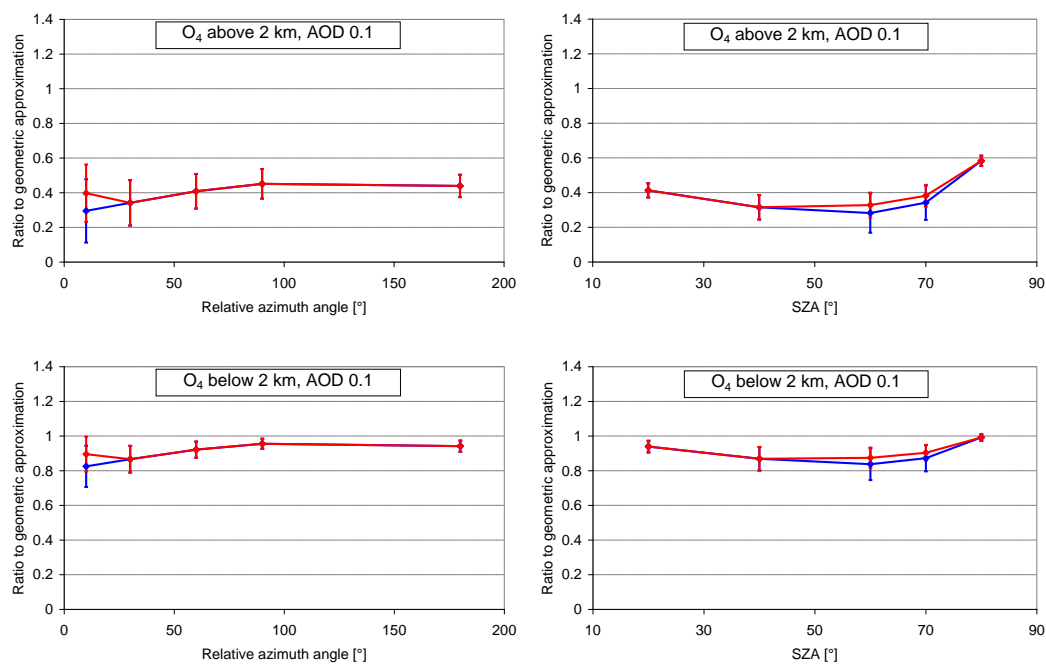 O₄ above 2 km, AOD 0.1
Ratio to geometric approximation
1.4
1.2
1
0.8
0.6
0.4
0.2
0
0 50 100 150 200
Relative azimuth angle [°]
O₄ above 2 km, AOD 0.1
Ratio to geometric approximation
1.4
1.2
1
0.8
0.6
0.4
0.2
0
10 30 50 70 90
SZA [°]
O₄ below 2 km, AOD 0.1
Ratio to geometric approximation
1.4
1.2
1
0.8
0.6
0.4
0.2
0
0 50 100 150 200
Relative azimuth angle [°]
O₄ below 2 km, AOD 0.1
Ratio to geometric approximation
1.4
1.2
1
0.8
0.6
0.4
0.2
0
10 30 50 70 90
SZA [°]